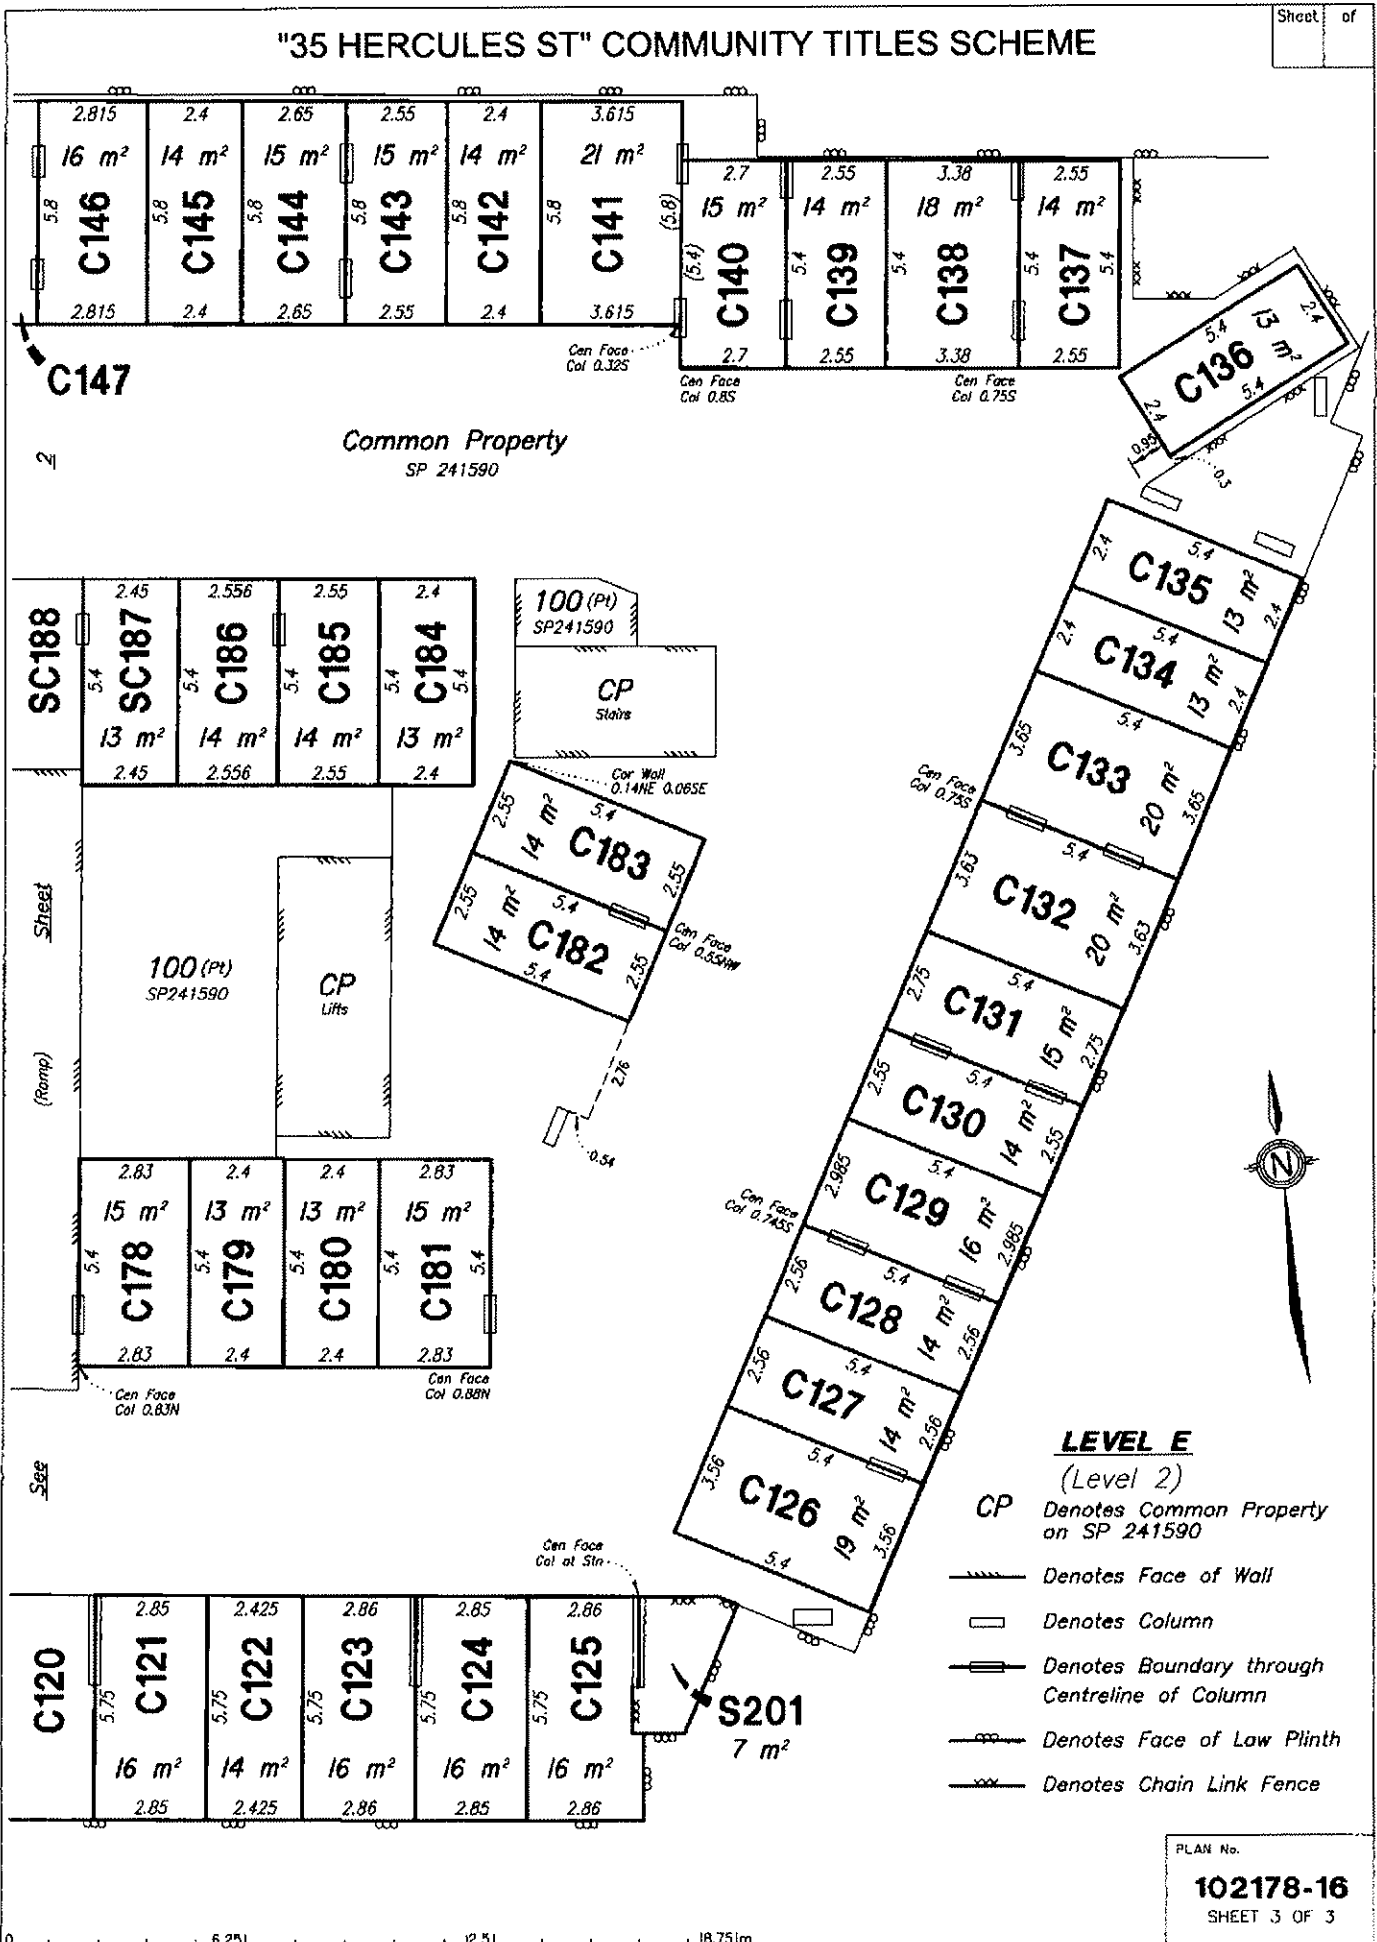 Sheet of
"35 HERCULES ST" COMMUNITY TITLES SCHEME
2.815 2.4 2.65 2.55 2.4 3.615
16 m² 14 m² 15 m² 15 m² 14 m² 21 m²
5.8 C146 5.8 C145 5.8 C144 5.8 C143 5.8 C142 5.8 C141 (5.8)
2.815 2.4 2.65 2.55 2.4 3.615
2.7 2.55 3.38 2.55
15 m² 14 m² 18 m² 14 m²
(5.4) C140 5.4 C139 5.4 C138 5.4 C137 5.4
2.7 2.55 3.38 2.55
Cen Face
Col 0.32S
Cen Face
Col 0.8S
Cen Face
Col 0.75S
C147
5.4
13 m²
2.4
C136
5.4
2.4
0.95
0.3
2
Common Property
SP 241590
2.4 5.4
C135 13 m² 2.4
2.4 5.4
C134 13 m² 2.4
3.65 5.4
C133 20 m² 3.65
Cen Face
Col 0.75S
3.63 5.4
C132 20 m² 3.63
2.75 5.4
C131 15 m² 2.75
2.55 5.4
C130 14 m² 2.55
2.985 5.4
C129 16 m² 2.985
Cen Face
Col 0.745S
2.56 5.4
C128 14 m² 2.56
2.56 5.4
C127 14 m² 2.56
3.56 5.4
C126 19 m² 3.56
5.4
2.45 2.556 2.55 2.4
SC188 5.4 SC187 5.4 C186 5.4 C185 5.4 C184 5.4
13 m² 14 m² 14 m² 13 m²
2.45 2.556 2.55 2.4
100 (Pt)
SP241590
CP
Stairs
Cor Wall
0.14NE 0.06SE
2.55 14 m² 5.4
C183 2.55
2.55 14 m² 5.4
C182 2.55
5.4
Cen Face
Col 0.55NW
2.76
0.54
Sheet
100 (Pt)
SP241590
CP
Lifts
(Ramp)
2.83 2.4 2.4 2.83
15 m² 13 m² 13 m² 15 m²
5.4 C178 5.4 C179 5.4 C180 5.4 C181 5.4
2.83 2.4 2.4 2.83
Cen Face
Col 0.83N
Cen Face
Col 0.88N
See
N
Cen Face
Col at Stn
2.85 2.425 2.86 2.85 2.86
C120 5.75 C121 5.75 C122 5.75 C123 5.75 C124 5.75 C125
16 m² 14 m² 16 m² 16 m² 16 m²
2.85 2.425 2.86 2.85 2.86
S201
7 m²
LEVEL E
(Level 2)
CP Denotes Common Property
on SP 241590
Denotes Face of Wall
Denotes Column
Denotes Boundary through
Centreline of Column
Denotes Face of Low Plinth
Denotes Chain Link Fence
PLAN No.
102178-16
SHEET 3 OF 3
0 6.25 12.5 18.75m